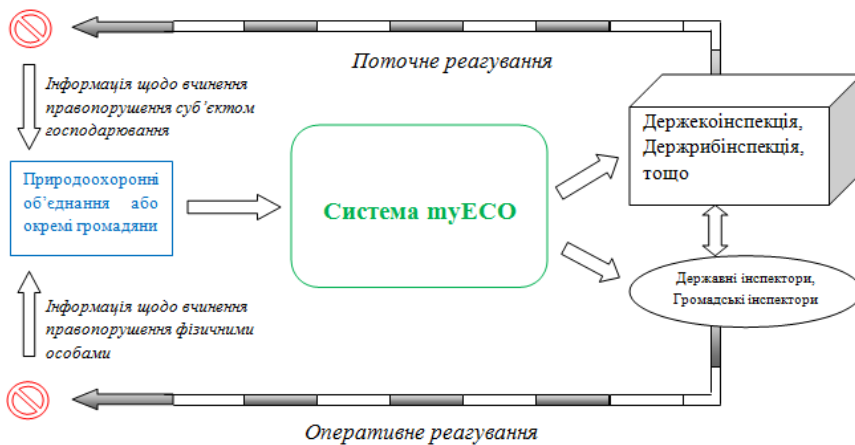 Поточне реагування
Інформація щодо вчинення
правопорушення суб’єктом
господарювання
Держекоінспекція,
Держрибінспекція,
тощо
Природоохоронні
об’єднання або
окремі громадяни
Система myECO
Державні інспектори,
Громадські інспектори
Інформація щодо вчинення
правопорушення фізичними
особами
Оперативне реагування